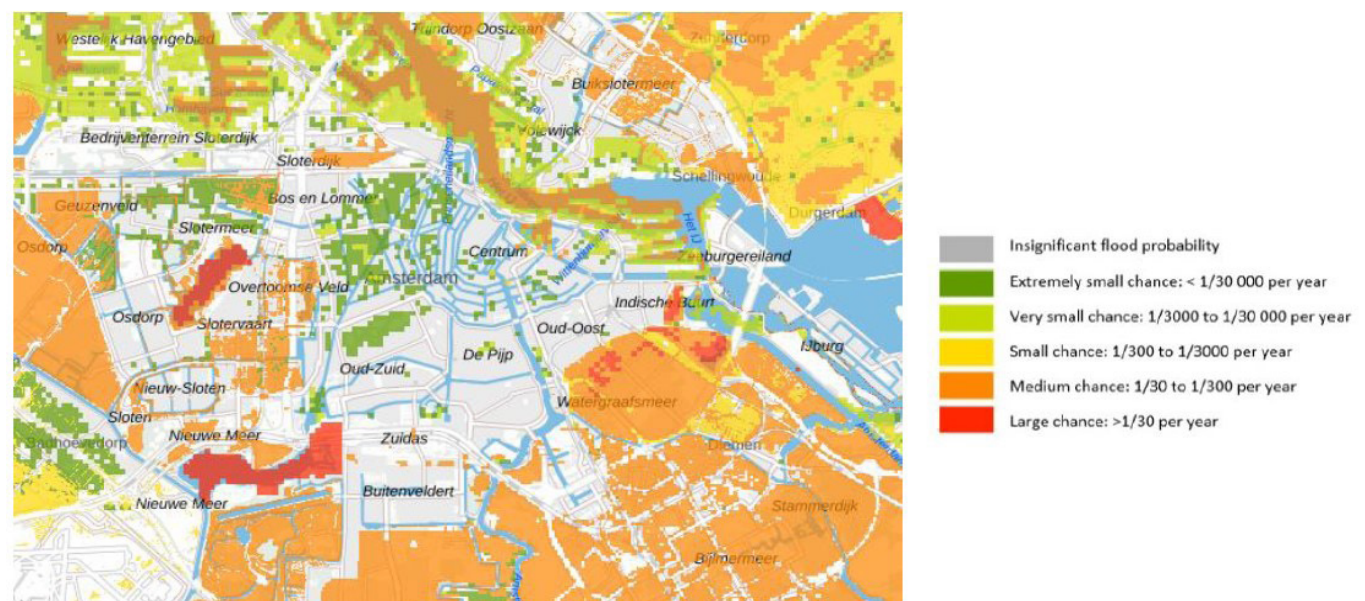 Westelijk Havengebied
Tuindorp Oostzaan
Zunderdorp
Buikslotermeer
Volewijck
Bedrijventerrein Sloterdijk
Sloterdijk
Schellingwoude
Geuzenveld
Bos en Lommer
Durgerdam
Slotermeer
Het IJ
Osdorp
Centrum
Zeeburgereiland
Amsterdam
Overtoomse Veld
Indische Buurt
Osdorp
Slotervaart
Oud-Oost
IJburg
De Pijp
Oud-Zuid
Nieuw-Sloten
Watergraafsmeer
Sloten
Nieuwe Meer
Zuidas
Badhoevedorp
Diemen
Nieuwe Meer
Buitenveldert
Stammerdijk
Bijlmermeer
Insignificant flood probability
Extremely small chance: < 1/30 000 per year
Very small chance: 1/3000 to 1/30 000 per year
Small chance: 1/300 to 1/3000 per year
Medium chance: 1/30 to 1/300 per year
Large chance: >1/30 per year